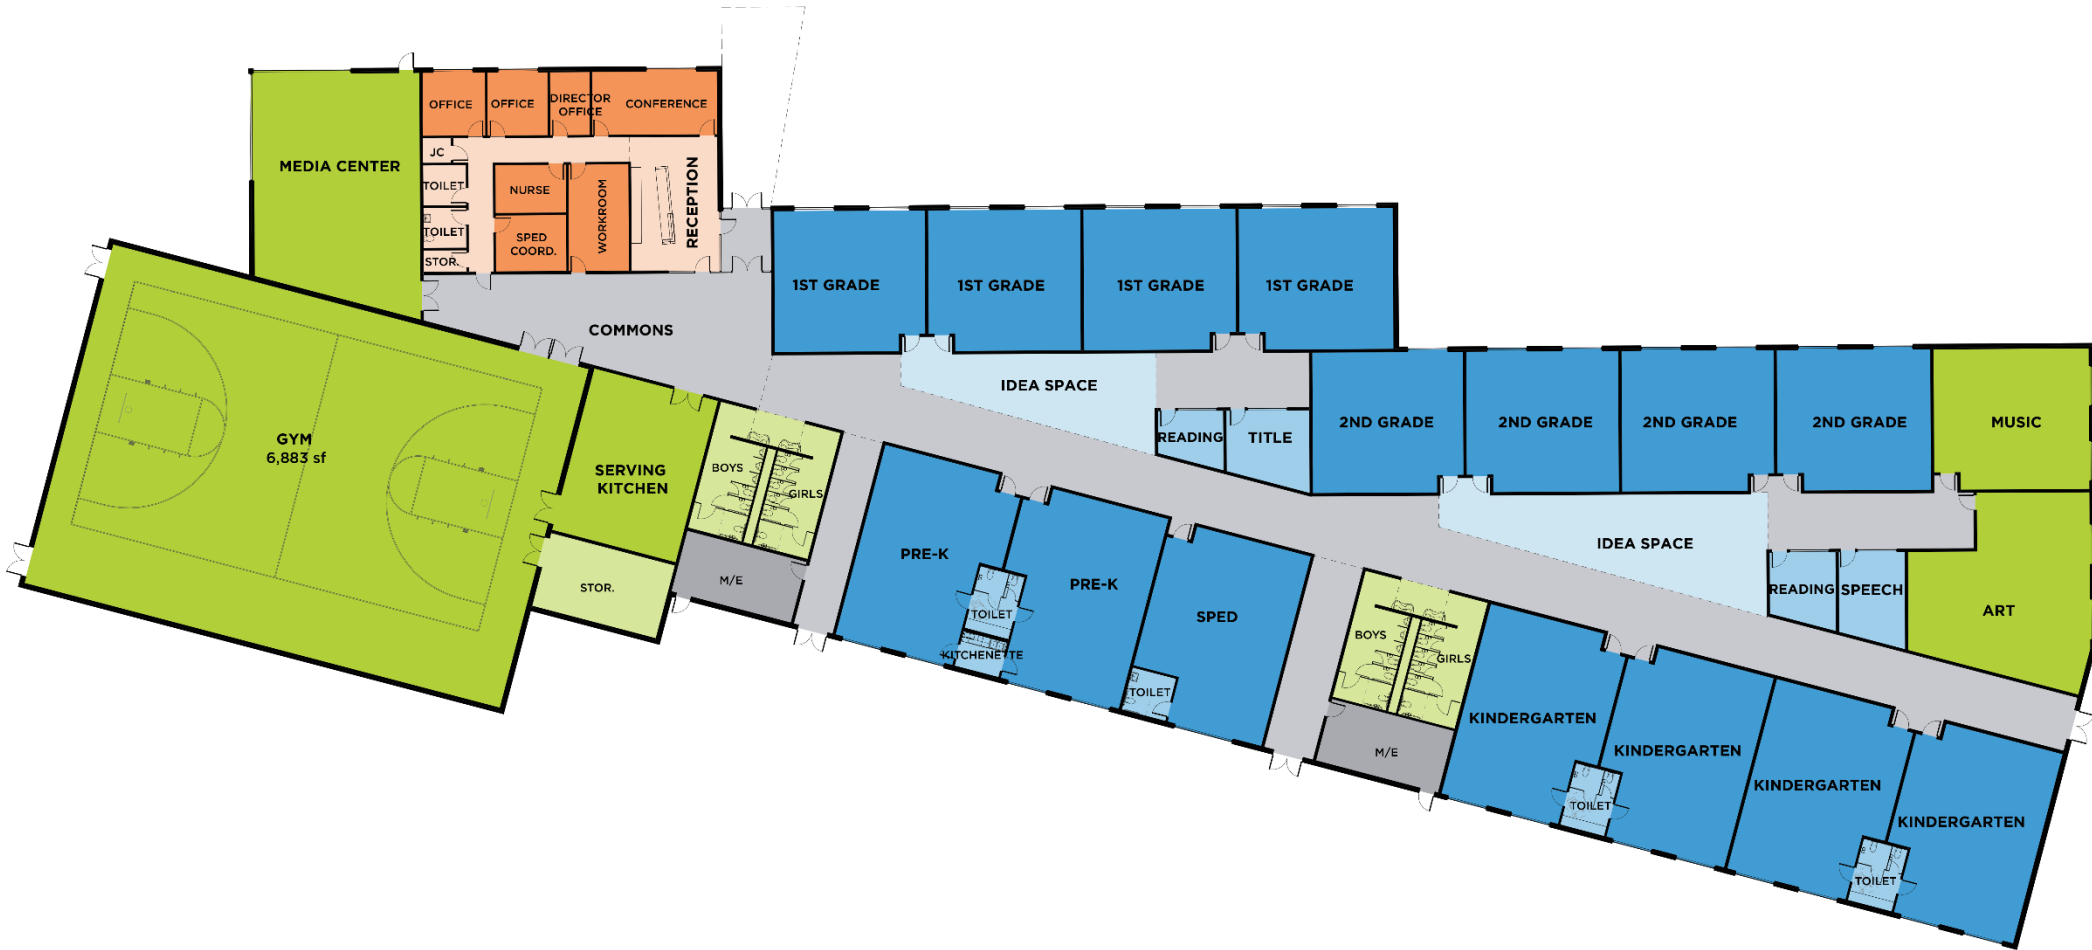 OFFICE
OFFICE
DIRECTOR
OFFICE
CONFERENCE
JC
MEDIA CENTER
TOILET
NURSE
WORKROOM
RECEPTION
TOILET
SPED
COORD.
STOR.
COMMONS
1ST GRADE
1ST GRADE
1ST GRADE
1ST GRADE
IDEA SPACE
READING
TITLE
2ND GRADE
2ND GRADE
2ND GRADE
2ND GRADE
MUSIC
GYM
6,883 sf
SERVING
KITCHEN
BOYS
GIRLS
STOR.
M/E
PRE-K
PRE-K
TOILET
KITCHENETTE
SPED
TOILET
IDEA SPACE
READING
SPEECH
ART
BOYS
GIRLS
M/E
KINDERGARTEN
KINDERGARTEN
KINDERGARTEN
KINDERGARTEN
TOILET
TOILET